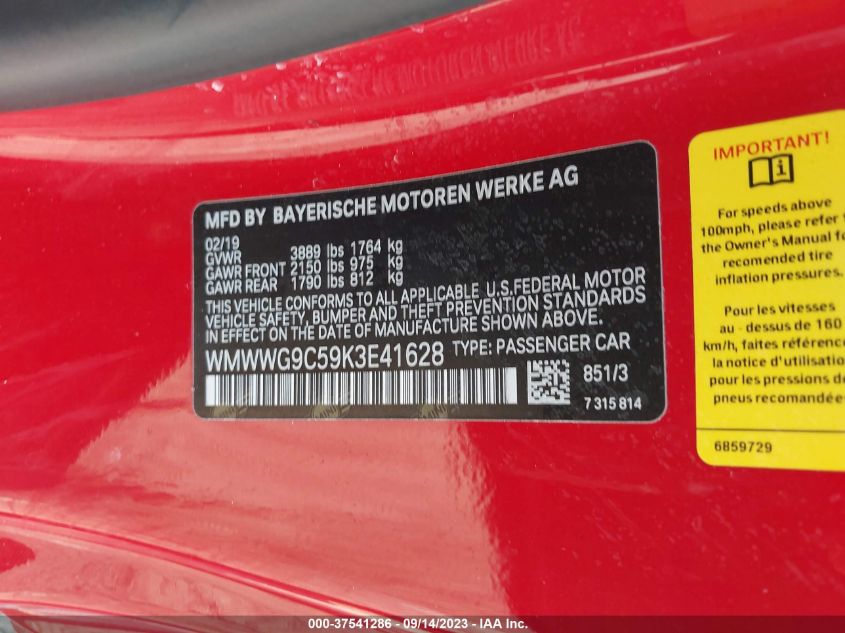 MFD BY BAYERISCHE MOTOREN WERKE AG
02/19
GVWR 3889 lbs 1764 kg
GAWR FRONT 2150 lbs 975 kg
GAWR REAR 1790 lbs 812 kg
THIS VEHICLE CONFORMS TO ALL APPLICABLE U.S.FEDERAL MOTOR
VEHICLE SAFETY, BUMPER AND THEFT PREVENTION STANDARDS
IN EFFECT ON THE DATE OF MANUFACTURE SHOWN ABOVE.
WMWWG9C59K3E41628 TYPE: PASSENGER CAR
851/3
7 315 814
IMPORTANT!
For speeds above
100mph, please refer
the Owner's Manual fo
recomended tire
inflation pressures.
Pour les vitesses
au - dessus de 160
km/h, faites référence
la notice d'utilisation
pour les pressions de
pneus recomandée
6859729
000-37541286 - 09/14/2023 - Copyright © 2023 IAA, Inc.